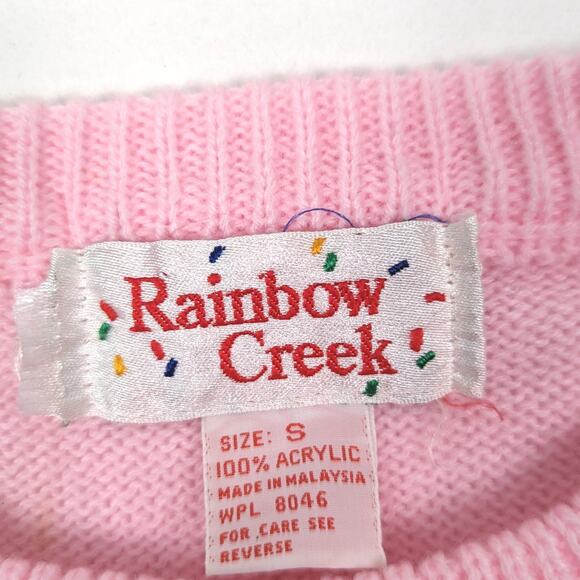 Rainbow
Creek
SIZE: S
100% ACRYLIC
MADE IN MALAYSIA
WPL 8046
FOR CARE SEE
REVERSE